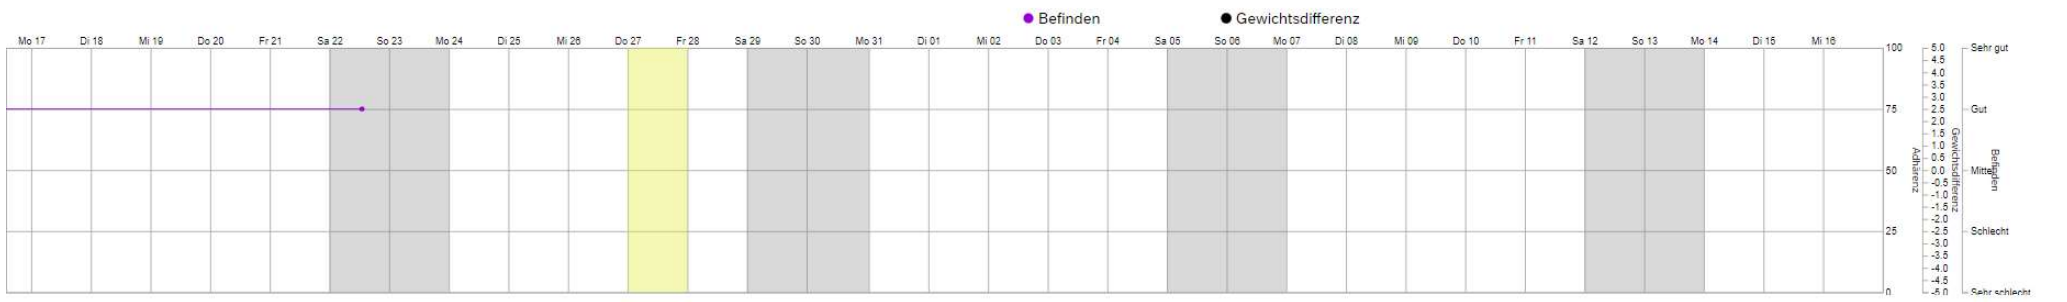 Befinden Gewichtsdifferenz
Mo 17 Di 18 Mi 19 Do 20 Fr 21 Sa 22 So 23 Mo 24 Di 25 Mi 26 Do 27 Fr 28 Sa 29 So 30 Mo 31 Di 01 Mi 02 Do 03 Fr 04 Sa 05 So 06 Mo 07 Di 08 Mi 09 Do 10 Fr 11 Sa 12 So 13 Mo 14 Di 15 Mi 16
100
75
50
25
0
Adhärenz
5.0
4.5
4.0
3.5
3.0
2.5
2.0
1.5
1.0
0.5
0.0
-0.5
-1.0
-1.5
-2.0
-2.5
-3.0
-3.5
-4.0
-4.5
-5.0
Gewichtsdifferenz
Sehr gut
Gut
Mittel
Schlecht
Sehr schlecht
Befinden